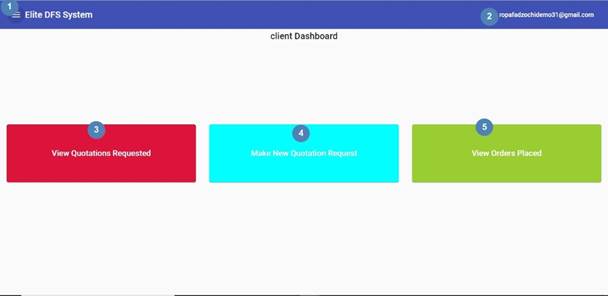 1
Elite DFS System
2
ropafadzochidemo31@gmail.com
client Dashboard
3
4
5
View Quotations Requested
Make New Quotation Request
View Orders Placed